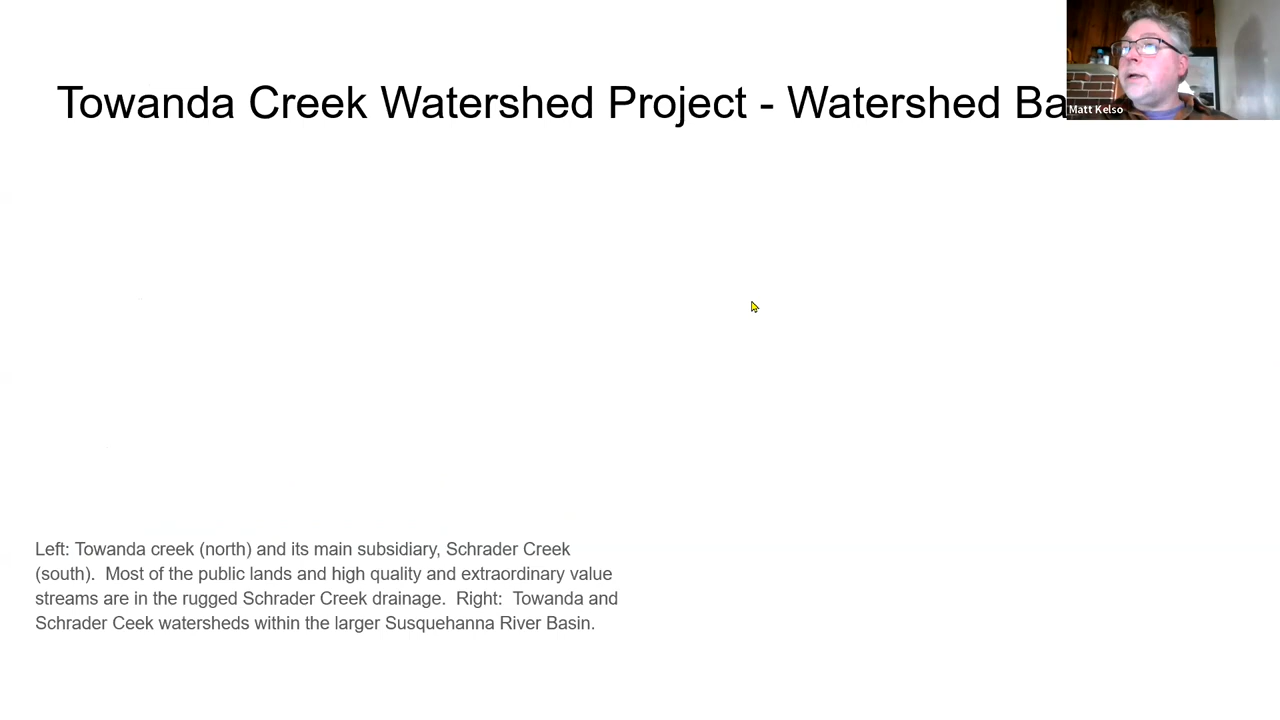 Towanda Creek Watershed Project - Watershed Ba
Matt Kelso
Left: Towanda creek (north) and its main subsidiary, Schrader Creek
(south).  Most of the public lands and high quality and extraordinary value
streams are in the rugged Schrader Creek drainage.  Right:  Towanda and
Schrader Ceek watersheds within the larger Susquehanna River Basin.